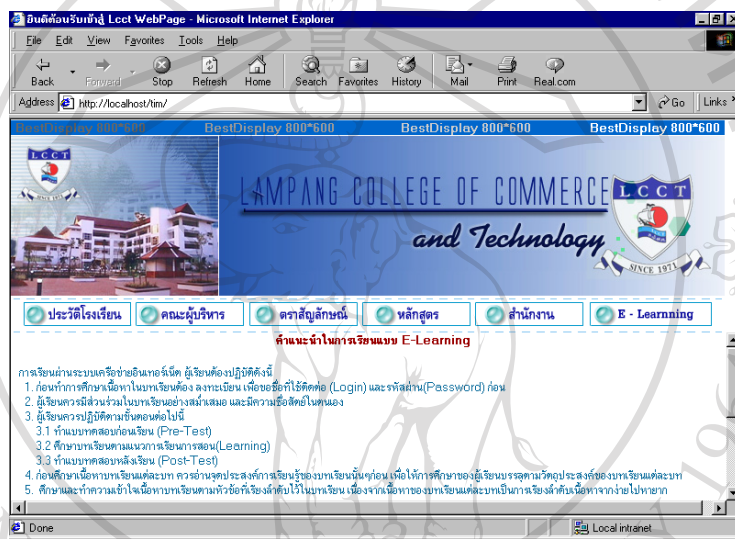 ยินดีต้อนรับเข้าสู่ Lcct WebPage - Microsoft Internet Explorer
File Edit View Favorites Tools Help
Back Forward Stop Refresh Home Search Favorites History Mail Print Real.com
Address http://localhost/tim/ Go Links
BestDisplay 800*600 BestDisplay 800*600 BestDisplay 800*600 BestDisplay 800*600
LCCT
SINCE 1971
LAMPANG COLLEGE OF COMMERCE
and Technology
LCCT
SINCE 1971
ประวัติโรงเรียน คณะผู้บริหาร ตราสัญลักษณ์ หลักสูตร สำนักงาน E - Learnning
คำแนะนำในการเรียนแบบ E-Learning
การเรียนผ่านระบบเครือข่ายอินเทอร์เน็ต ผู้เรียนต้องปฏิบัติดังนี้
1. ก่อนทำการศึกษาเนื้อหาในบทเรียนต้อง ลงทะเบียน เพื่อขอชื่อที่ใช้ติดต่อ (Login) และรหัสผ่าน(Password) ก่อน
2. ผู้เรียนควรมีส่วนร่วมในบทเรียนอย่างสม่ำเสมอ และมีความซื่อสัตย์ในตนเอง
3. ผู้เรียนควรปฏิบัติตามขั้นตอนต่อไปนี้
3.1 ทำแบบทดสอบก่อนเรียน (Pre-Test)
3.2 ศึกษาบทเรียนตามแนวการเรียนการสอน(Learning)
3.3 ทำแบบทดสอบหลังเรียน (Post-Test)
4. ก่อนศึกษาเนื้อหาบทเรียนแต่ละบท ควรอ่านจุดประสงค์การเรียนรู้ของบทเรียนนั้นๆก่อน เพื่อให้การศึกษาของผู้เรียนบรรลุตามวัตถุประสงค์ของบทเรียนแต่ละบท
5. ศึกษาและทำความเข้าใจเนื้อหาบทเรียนตามหัวข้อที่เรียงลำดับไว้ในบทเรียน เนื่องจากเนื้อหาของบทเรียนแต่ละบทเป็นการเรียงลำดับเนื้อหาจากง่ายไปหายาก
Done Local intranet